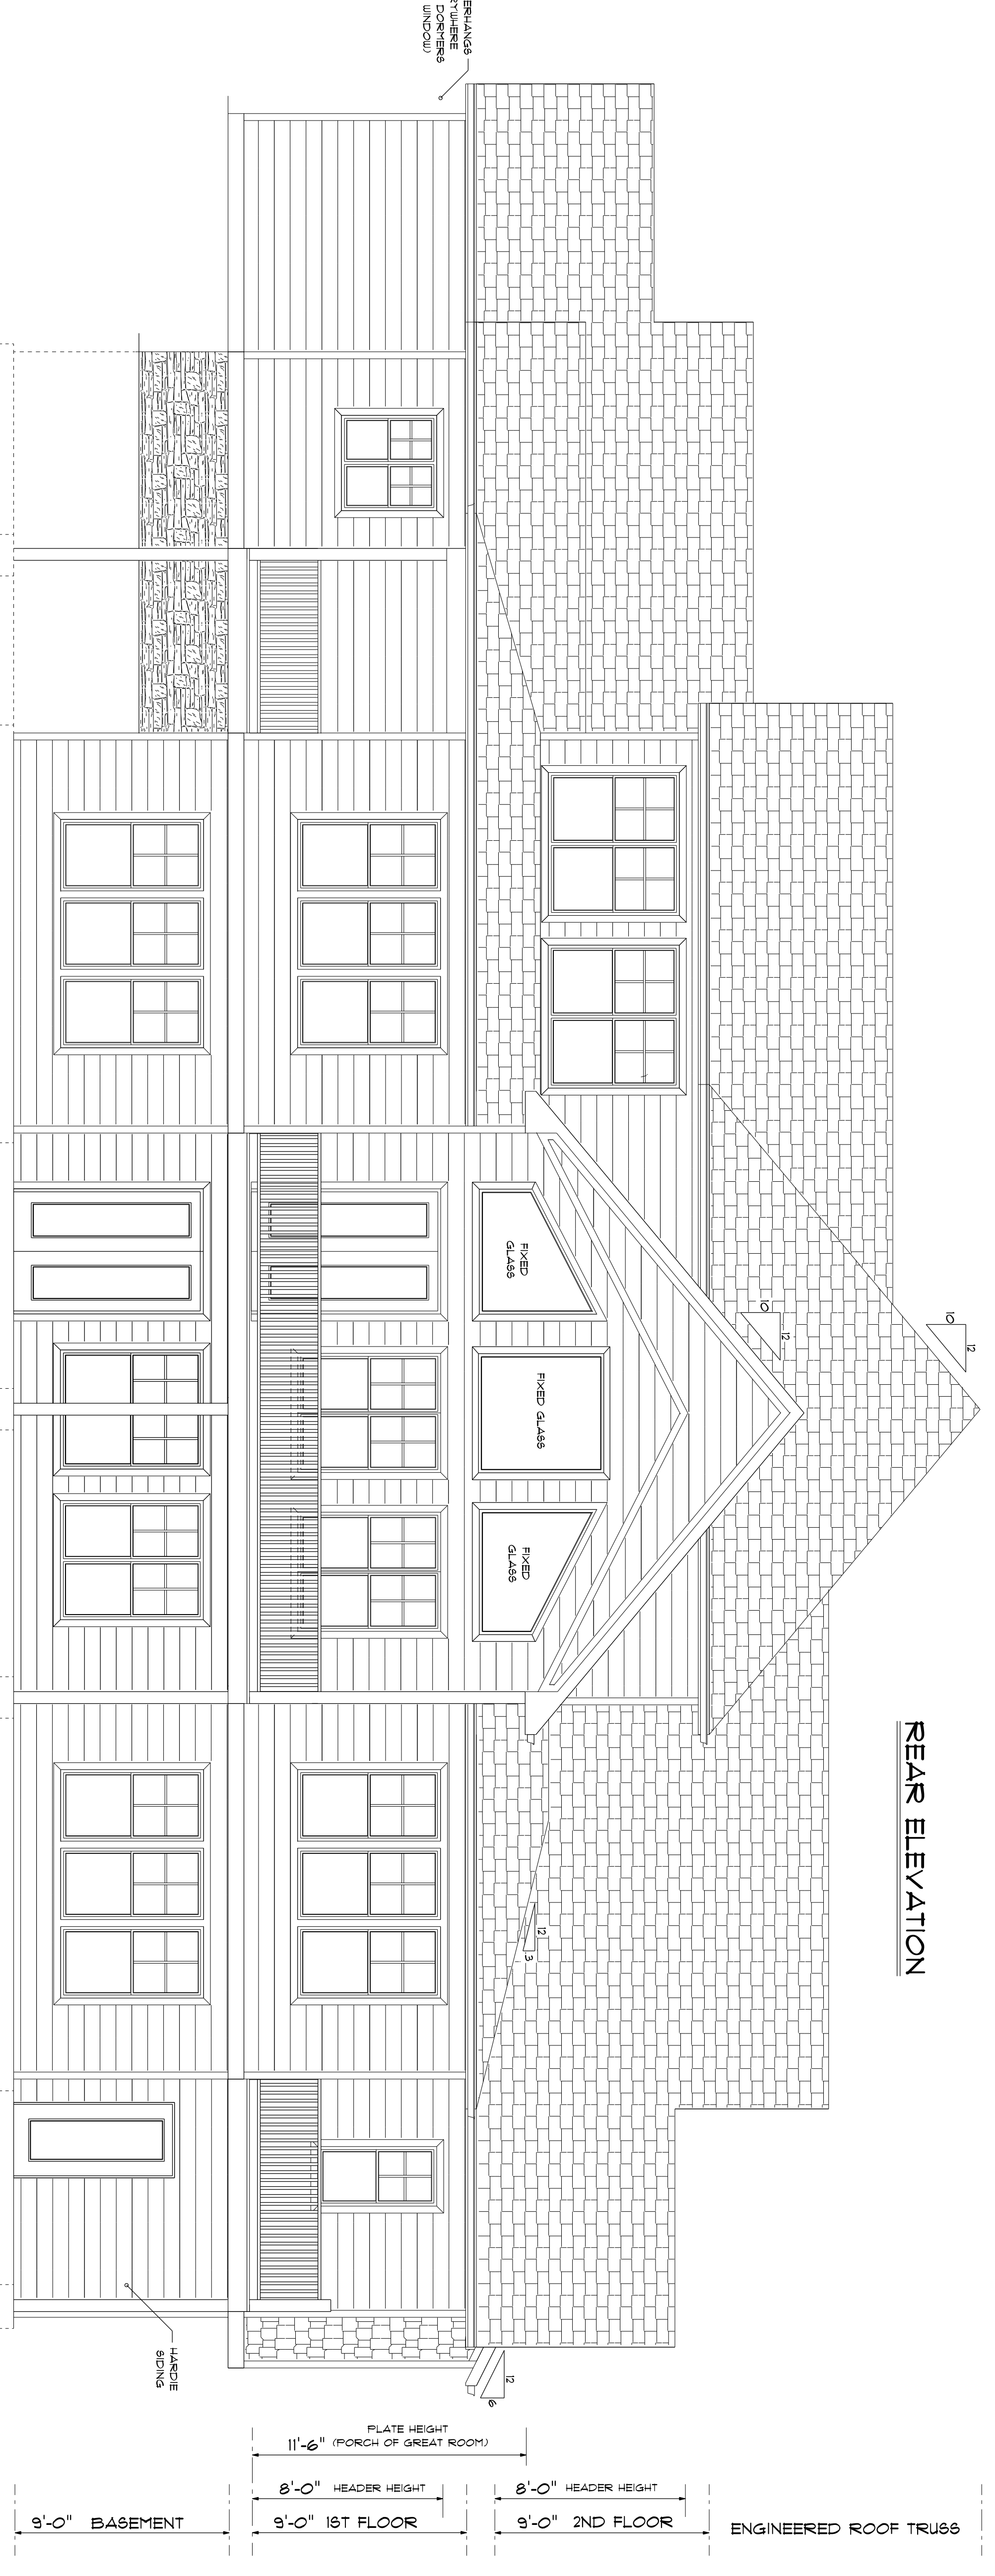 ERHANGS
RYWHERE
DORMERS
WINDOW)
FIXED
GLASS
FIXED GLASS
FIXED
GLASS
10
12
10
12
12
3
12
6
HARDIE
SIDING
REAR ELEVATION
ENGINEERED ROOF TRUSS
9'-0" 2ND FLOOR
8'-0" HEADER HEIGHT
9'-0" 1ST FLOOR
8'-0" HEADER HEIGHT
PLATE HEIGHT
11'-6" (PORCH OF GREAT ROOM)
9'-0" BASEMENT